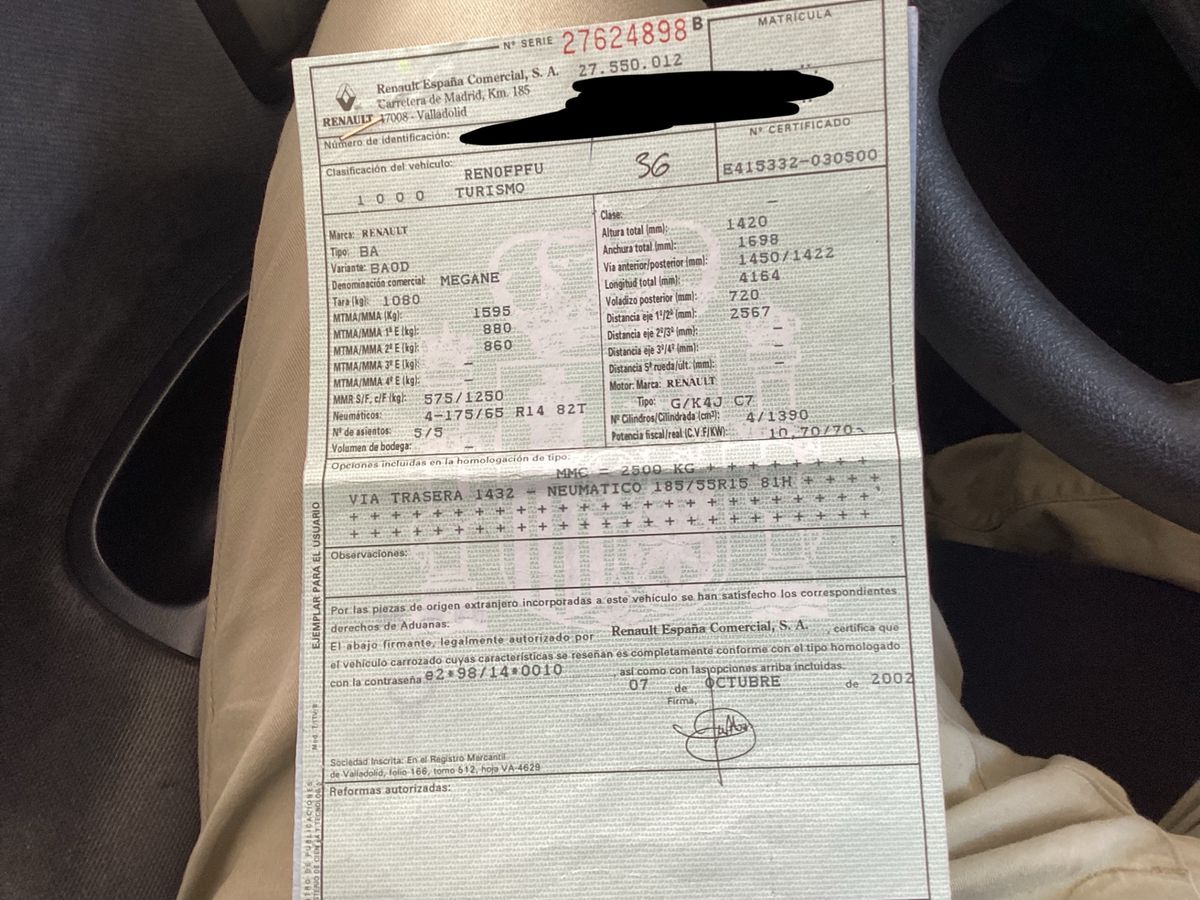 Nº SERIE 27624898 B
MATRÍCULA
RENAULT
Renault España Comercial, S. A. 27.550.012
Carretera de Madrid, Km. 185
47008 - Valladolid
Número de identificación:
Nº CERTIFICADO
E415332-030500
Clasificación del vehículo: RENOFPFU 36
1 0 0 0 TURISMO
Marca: RENAULT
Tipo: BA
Variante: BAOD
Denominación comercial: MEGANE
Tara (kg): 1080
MTMA/MMA (Kg): 1595
MTMA/MMA 1º E (kg): 880
MTMA/MMA 2º E (kg): 860
MTMA/MMA 3º E (kg): —
MTMA/MMA 4º E (kg): —
MMR S/F, c/F (kg): 575/1250
Neumáticos: 4-175/65 R14 82T
Nº de asientos: 5/5
Volumen de bodega: —
Clase: —
Altura total (mm): 1420
Anchura total (mm): 1698
Vía anterior/posterior (mm): 1450/1422
Longitud total (mm): 4164
Voladizo posterior (mm): 720
Distancia eje 1º/2º (mm): 2567
Distancia eje 2º/3º (mm): —
Distancia eje 3º/4º (mm): —
Distancia 5ª rueda/últ. (mm): —
Motor: Marca: RENAULT
Tipo: G/K4J C7
Nº Cilindros/Cilindrada (cm³): 4/1390
Potencia fiscal/real (C.V.F/KW): 10,70/70-
Opciones incluidas en la homologación de tipo:
MMC = 2500 KG + + + + + + + +
VIA TRASERA 1432 - NEUMATICO 185/55R15 81H + + + +
+ + + + + + + + + + + + + + + + + + + + + + + + +
+ + + + + + + + + + + + + + + + + + + + + + + + +
Observaciones:
Por las piezas de origen extranjero incorporadas a este vehículo se han satisfecho los correspondientes
derechos de Aduanas.
El abajo firmante, legalmente autorizado por Renault España Comercial, S. A. , certifica que
el vehículo carrozado cuyas características se reseñan es completamente conforme con el tipo homologado
con la contraseña e2*98/14*0010 , así como con las opciones arriba incluidas.
07 de OCTUBRE de 2002
Firma,
Sociedad Inscrita: En el Registro Mercantil
de Valladolid, folio 166, tomo 512, hoja VA-4629
Reformas autorizadas:
EJEMPLAR PARA EL USUARIO